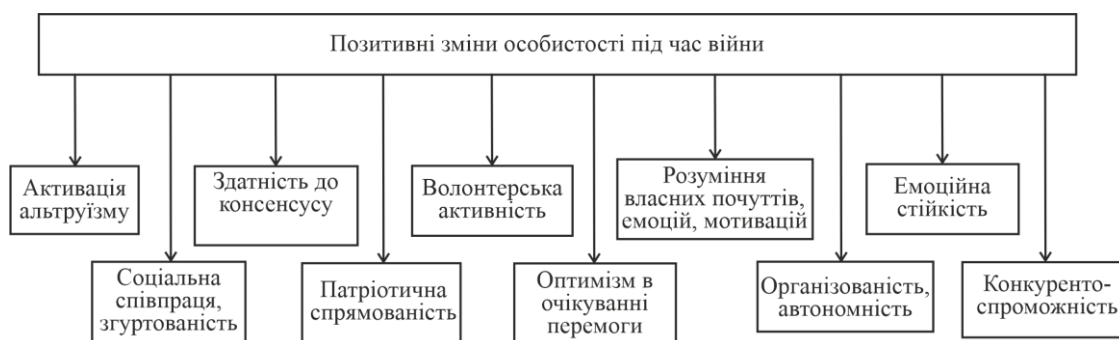 Позитивні зміни особистості під час війни
Активація
альтруїзму
Здатність до
консенсусу
Волонтерська
активність
Розуміння
власних почуттів,
емоцій, мотивацій
Емоційна
стійкість
Соціальна
співпраця,
згуртованість
Патріотична
спрямованість
Оптимізм в
очікуванні
перемоги
Організованість,
автономність
Конкуренто-
спроможність